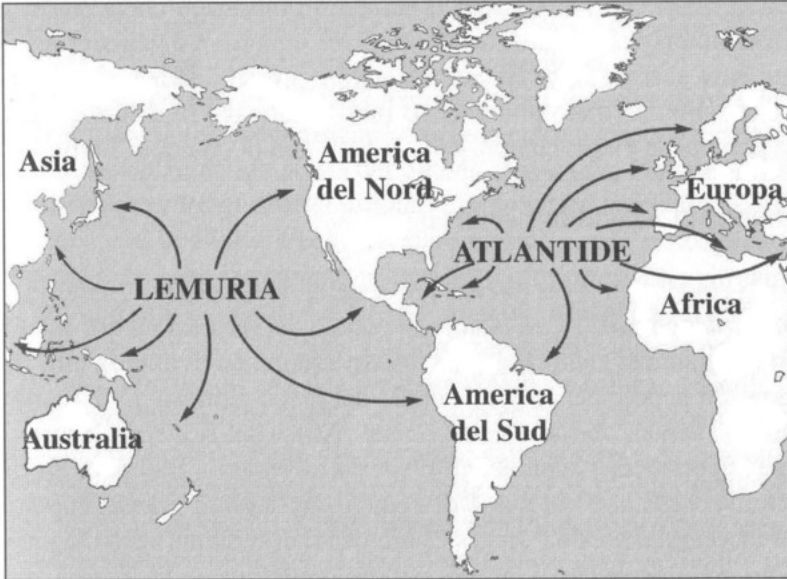 Asia
America
del Nord
Europa
ATLANTIDE
LEMURIA
Africa
America
del Sud
Australia